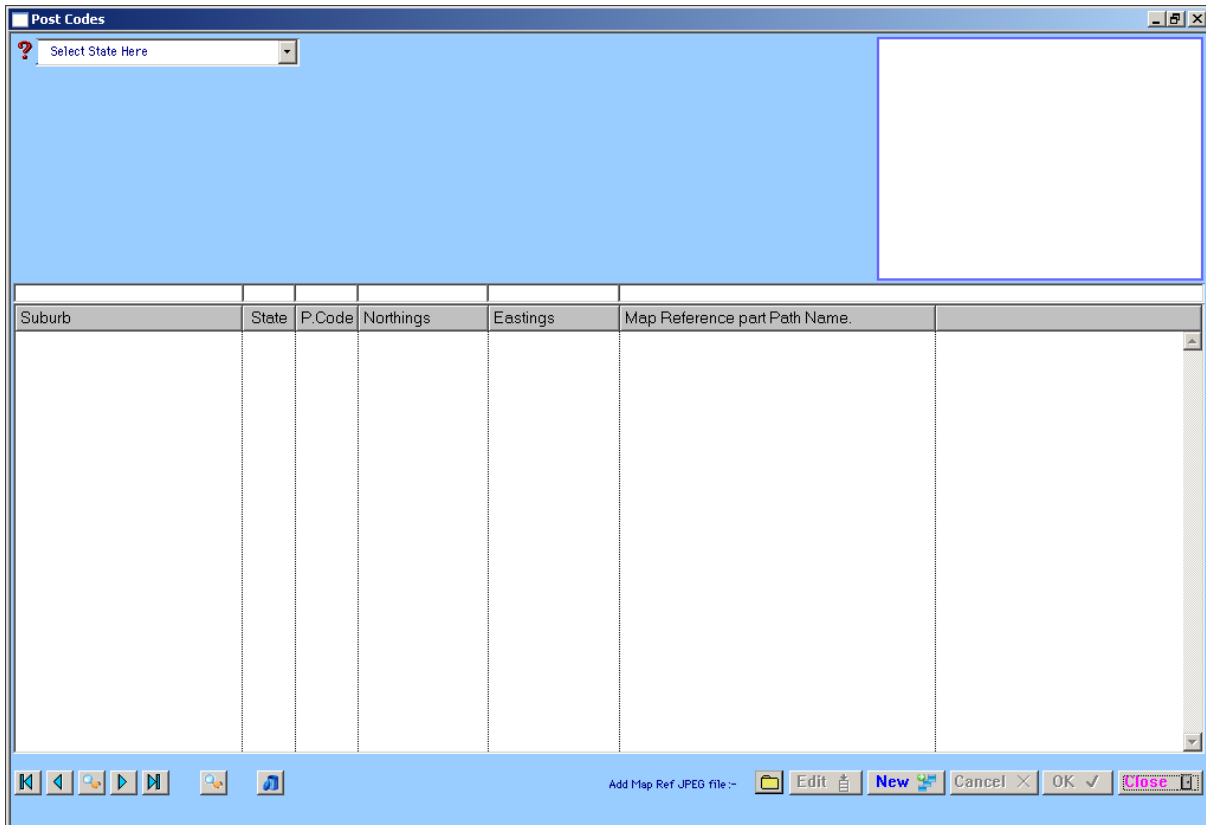 Post Codes
? Select State Here
Suburb State P.Code Northings Eastings Map Reference part Path Name.
Add Map Ref JPEG file:- Edit New Cancel OK Close